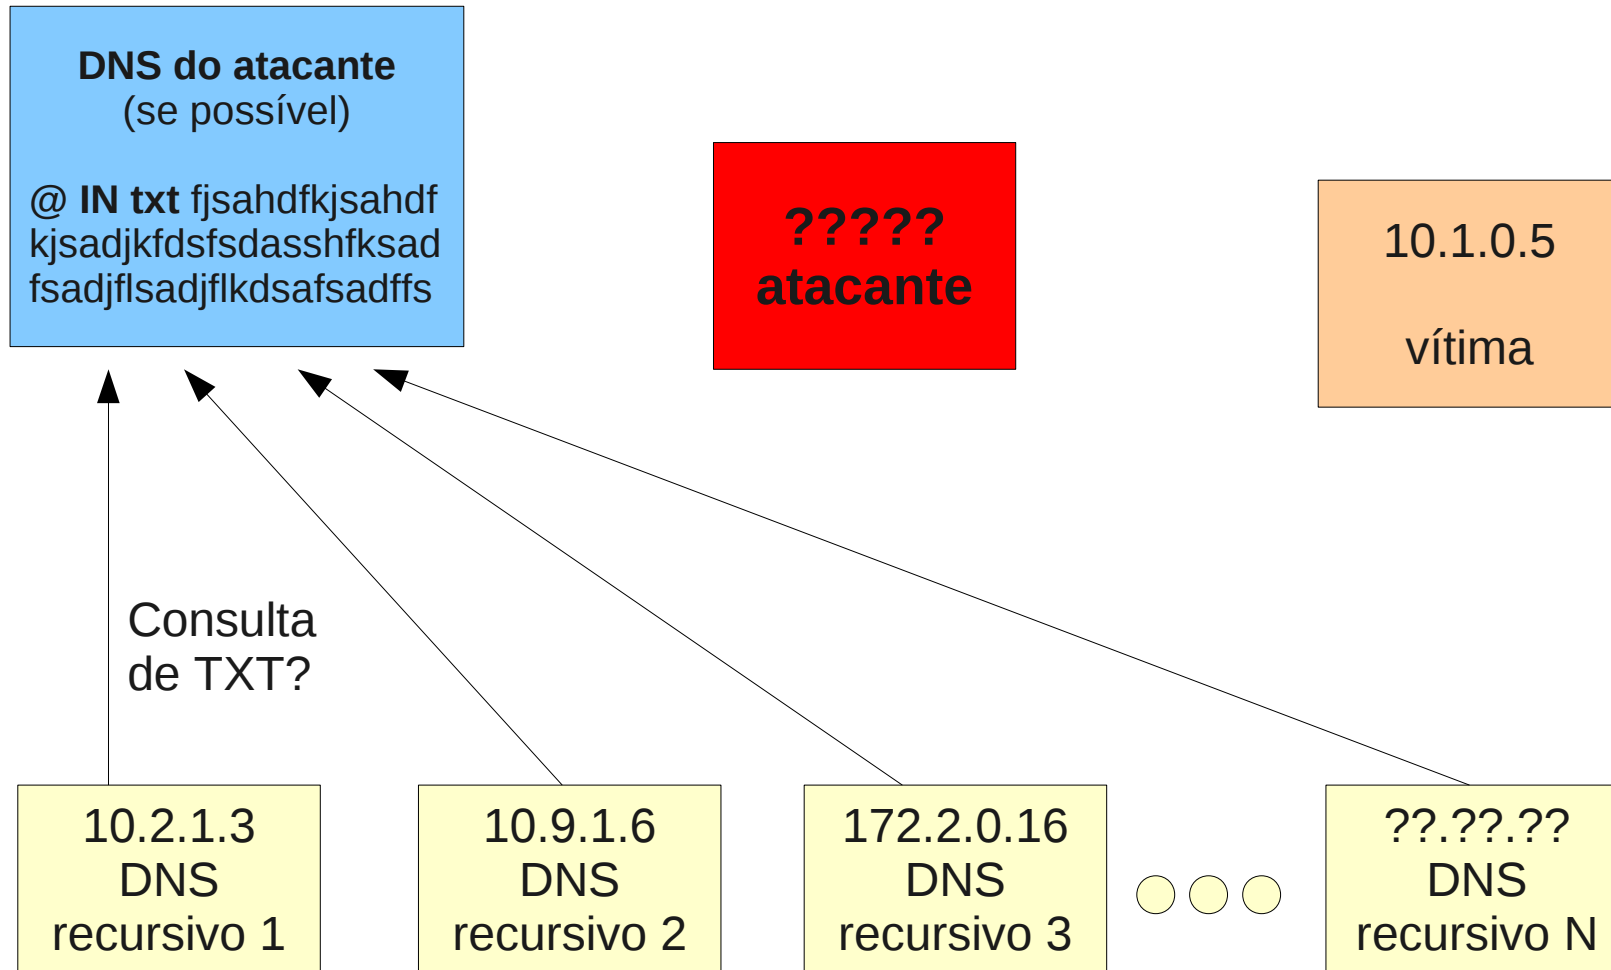 DNS do atacante
(se possível)
@ IN txt fjsahdfkjsahdf
kjsadjkfdsfsdasshfksad
fsadjflsadjflkdsafsadffs
?????
atacante
10.1.0.5
vítima
Consulta
de TXT?
10.2.1.3
DNS
recursivo 1
10.9.1.6
DNS
recursivo 2
172.2.0.16
DNS
recursivo 3
??.??.??
DNS
recursivo N